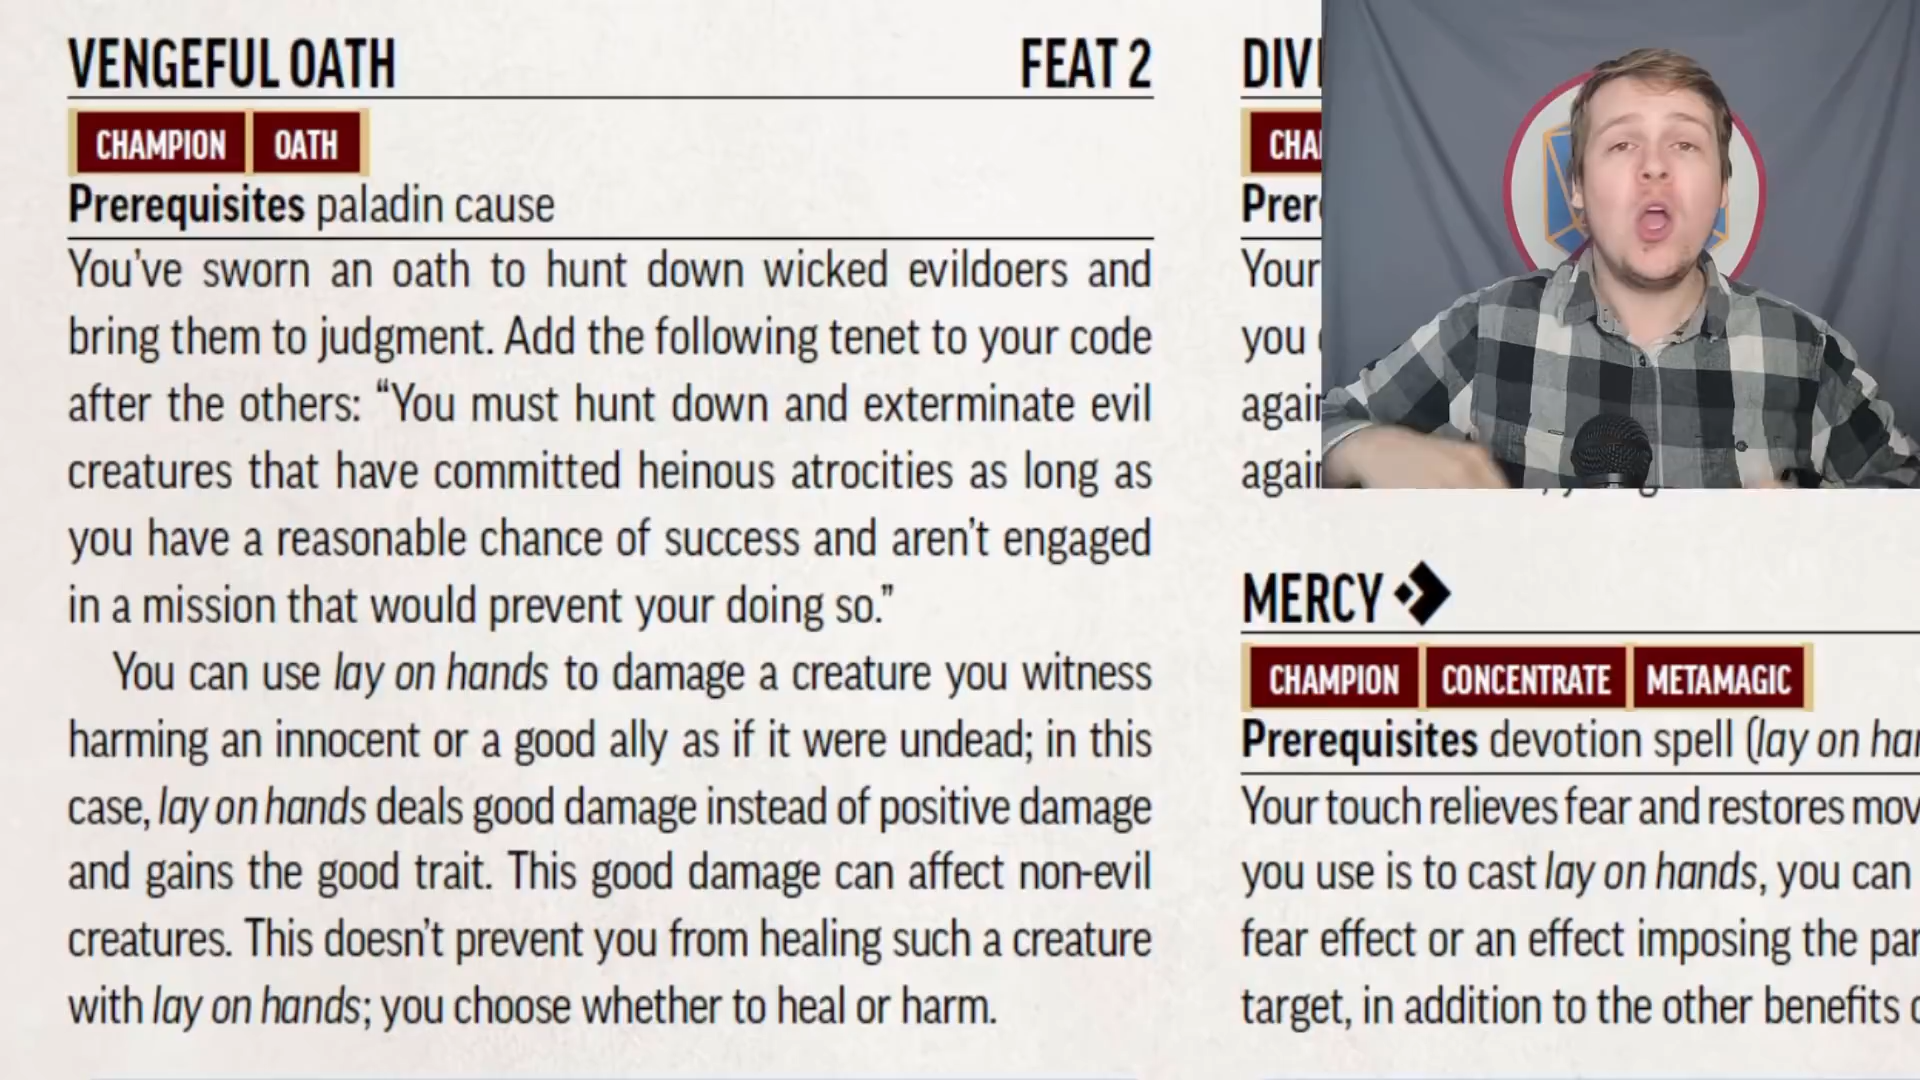 VENGEFUL OATH FEAT 2
CHAMPION OATH
Prerequisites paladin cause
You've sworn an oath to hunt down wicked evildoers and
bring them to judgment. Add the following tenet to your code
after the others: “You must hunt down and exterminate evil
creatures that have committed heinous atrocities as long as
you have a reasonable chance of success and aren't engaged
in a mission that would prevent your doing so.”
You can use lay on hands to damage a creature you witness
harming an innocent or a good ally as if it were undead; in this
case, lay on hands deals good damage instead of positive damage
and gains the good trait. This good damage can affect non-evil
creatures. This doesn't prevent you from healing such a creature
with lay on hands; you choose whether to heal or harm.
Your
you
MERCY
CHAMPION CONCENTRATE METAMAGIC
Prerequisites devotion spell (lay on
Your touch relieves fear and restores
you use is to cast lay on hands, you can
fear effect or an effect imposing the
target, in addition to the other benefits